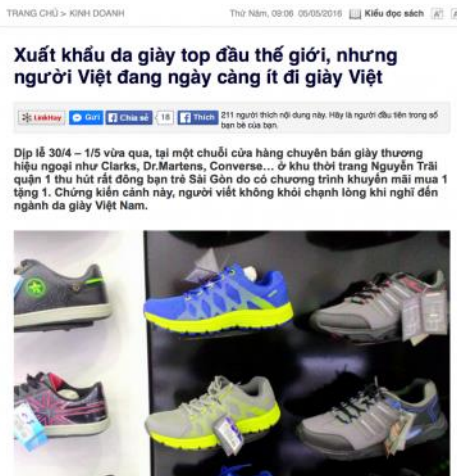 TRANG CHỦ > KINH DOANH
Thứ Năm, 09:06 05/05/2016 Kiểu đọc sách
Xuất khẩu da giày top đầu thế giới, nhưng
người Việt đang ngày càng ít đi giày Việt
LinkHay Gửi Chia sẻ 18 Thích 211 người thích nội dung này. Hãy là người đầu tiên trong số
bạn bè của bạn.
Dịp lễ 30/4 – 1/5 vừa qua, tại một chuỗi cửa hàng chuyên bán giày thương
hiệu ngoại như Clarks, Dr.Martens, Converse... ở khu thời trang Nguyễn Trãi
quận 1 thu hút rất đông bạn trẻ Sài Gòn do có chương trình khuyến mãi mua 1
tặng 1. Chứng kiến cảnh này, người viết không khỏi chạnh lòng khi nghĩ đến
ngành da giày Việt Nam.